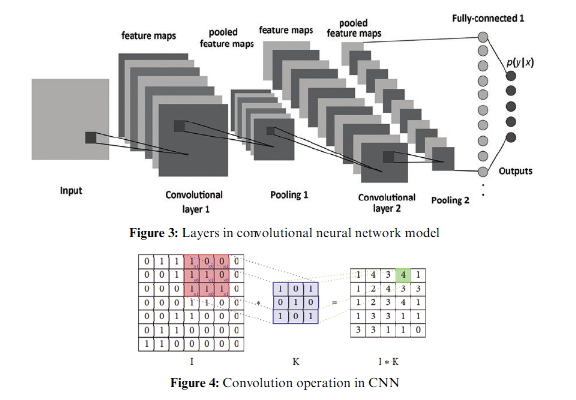 feature maps
pooled feature maps
feature maps
pooled feature maps
Fully-connected 1
p(y|x)
Input
Convolutional layer 1
Pooling 1
Convolutional layer 2
Pooling 2
Outputs
Figure 3: Layers in convolutional neural network model
0 1 1 1 0 0 0
0 0 1 1 1 0 0
0 0 0 1 1 1 0
0 0 0 1 1 0 0
0 0 1 1 0 0 0
0 1 1 0 0 0 0
1 1 0 0 0 0 0
I
*
1 0 1
0 1 0
1 0 1
K
=
1 4 3 4 1
1 2 4 3 3
1 2 3 4 1
1 3 3 1 1
3 3 1 1 0
I * K
Figure 4: Convolution operation in CNN